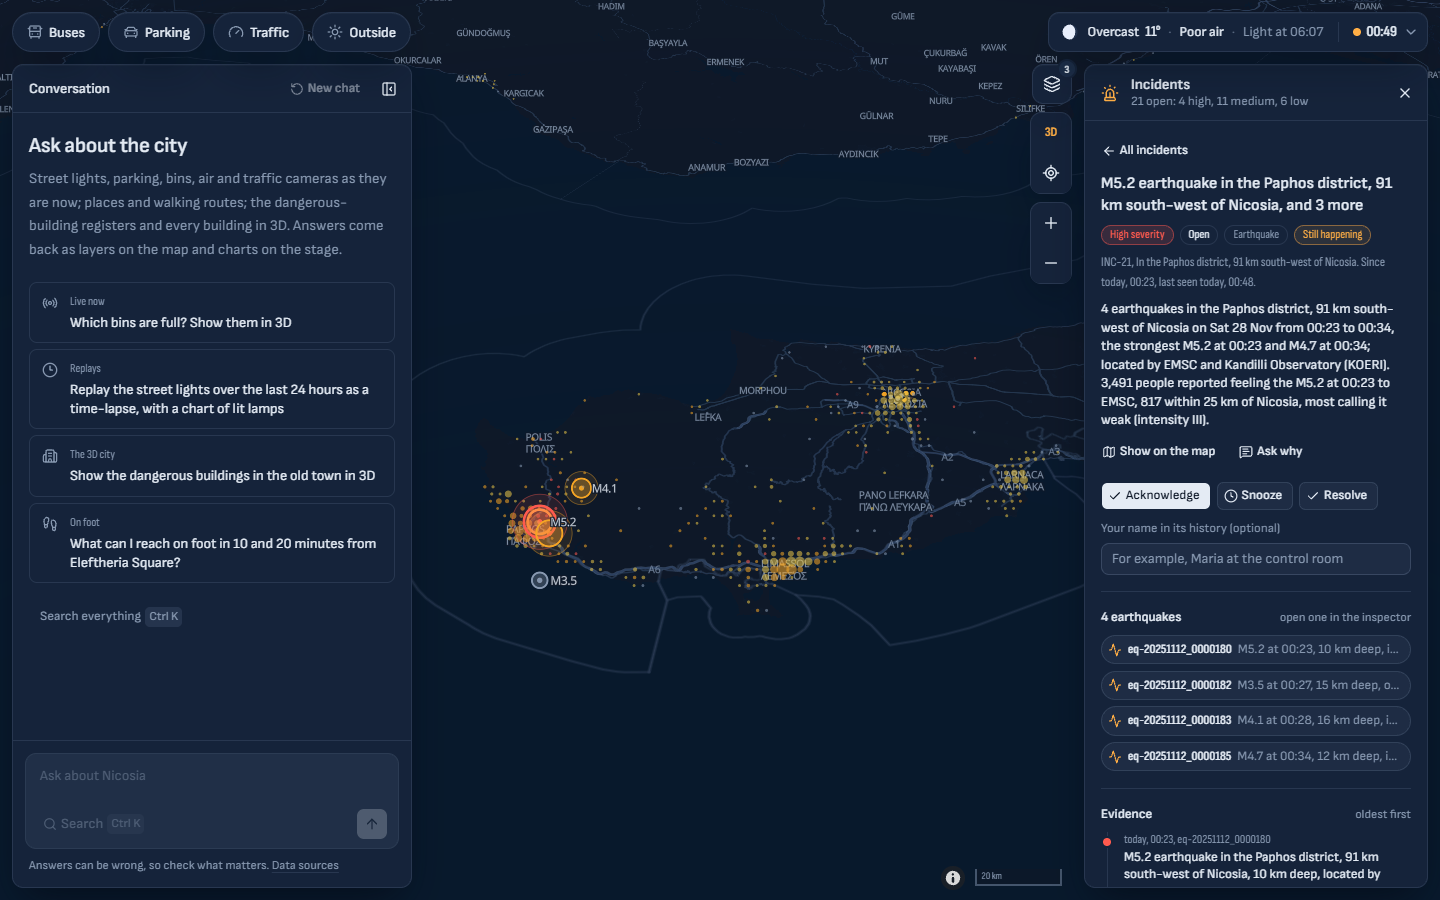 Buses
Parking
Traffic
Outside
Overcast 11° · Poor air · Light at 06:07
00:49
Conversation
New chat
Ask about the city
Street lights, parking, bins, air and traffic cameras as they
are now; places and walking routes; the dangerous-
building registers and every building in 3D. Answers come
back as layers on the map and charts on the stage.
Live now
Which bins are full? Show them in 3D
Replays
Replay the street lights over the last 24 hours as a
time-lapse, with a chart of lit lamps
The 3D city
Show the dangerous buildings in the old town in 3D
On foot
What can I reach on foot in 10 and 20 minutes from
Eleftheria Square?
Search everything Ctrl K
Ask about Nicosia
Search Ctrl K
Answers can be wrong, so check what matters. Data sources
HADIM
GÜNDOĞMUŞ
OKURCALAR
ALANYA
KARGICAK
GAZIPAŞA
BAŞYAYLA
ERMENEK
ANAMUR
BOZYAZI
GÜME
MUT
ÇUKURBAĞ
KAVAK
KAYABAŞI
KEPEZ
NURU
GÜLNAR
TEPE
AYDINCIK
ÖREN
SILIFKE
ADANA
3
3D
KYRENIA
MORPHOU
LEFKA
A9
POLIS
ΠΟΛΙΣ
A2
A3
LARNACA
ΛΑΡΝΑΚΑ
PANO LEFKARA
ΠΑΝΩ ΛΕΥΚΑΡΑ
A5
A1
LIMASSOL
ΛΕΜΕΣΟΣ
A6
M4.1
M5.2
M3.5
20 km
Incidents
21 open: 4 high, 11 medium, 6 low
All incidents
M5.2 earthquake in the Paphos district, 91
km south-west of Nicosia, and 3 more
High severity
Open
Earthquake
Still happening
INC-21, In the Paphos district, 91 km south-west of Nicosia. Since
today, 00:23, last seen today, 00:48.
4 earthquakes in the Paphos district, 91 km south-
west of Nicosia on Sat 28 Nov from 00:23 to 00:34,
the strongest M5.2 at 00:23 and M4.7 at 00:34;
located by EMSC and Kandilli Observatory (KOERI).
3,491 people reported feeling the M5.2 at 00:23 to
EMSC, 817 within 25 km of Nicosia, most calling it
weak (intensity III).
Show on the map
Ask why
Acknowledge
Snooze
Resolve
Your name in its history (optional)
For example, Maria at the control room
4 earthquakes
open one in the inspector
eq-20251112_0000180 M5.2 at 00:23, 10 km deep, i...
eq-20251112_0000182 M3.5 at 00:27, 15 km deep, o...
eq-20251112_0000183 M4.1 at 00:28, 16 km deep, i...
eq-20251112_0000185 M4.7 at 00:34, 12 km deep, i...
Evidence
oldest first
today, 00:23, eq-20251112_0000180
M5.2 earthquake in the Paphos district, 91 km
south-west of Nicosia, 10 km deep, located by